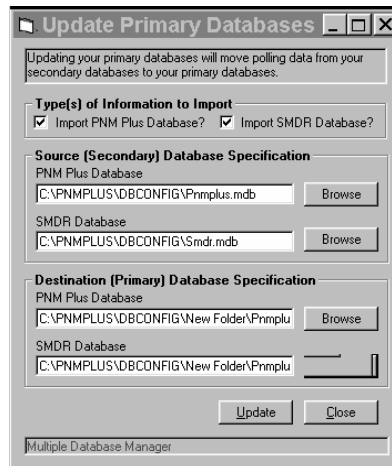 Update Primary Databases
Updating your primary databases will move polling data from your
secondary databases to your primary databases.
Type(s) of Information to Import
Import PNM Plus Database? Import SMDR Database?
Source (Secondary) Database Specification
PNM Plus Database
C:\PNMPLUS\DBCONFIG\Pnmplus.mdb Browse
SMDR Database
C:\PNMPLUS\DBCONFIG\Smdr.mdb Browse
Destination (Primary) Database Specification
PNM Plus Database
C:\PNMPLUS\DBCONFIG\New Folder\Pnmplu Browse
SMDR Database
C:\PNMPLUS\DBCONFIG\New Folder\Pnmplu
Update Close
Multiple Database Manager